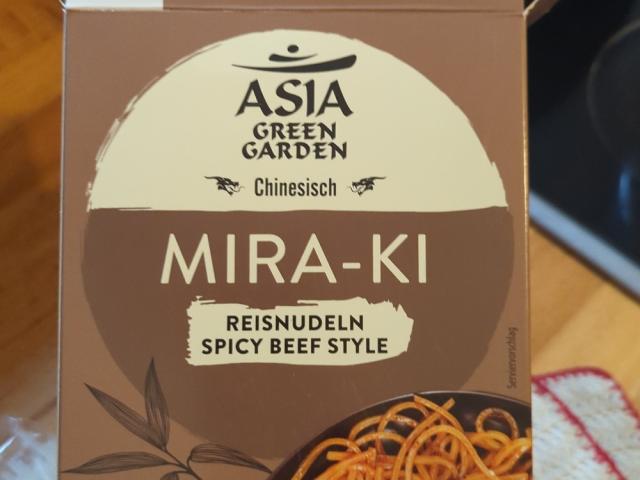 ASIA
GREEN
GARDEN
Chinesisch
MIRA-KI
REISNUDELN
SPICY BEEF STYLE
Serviervorschlag